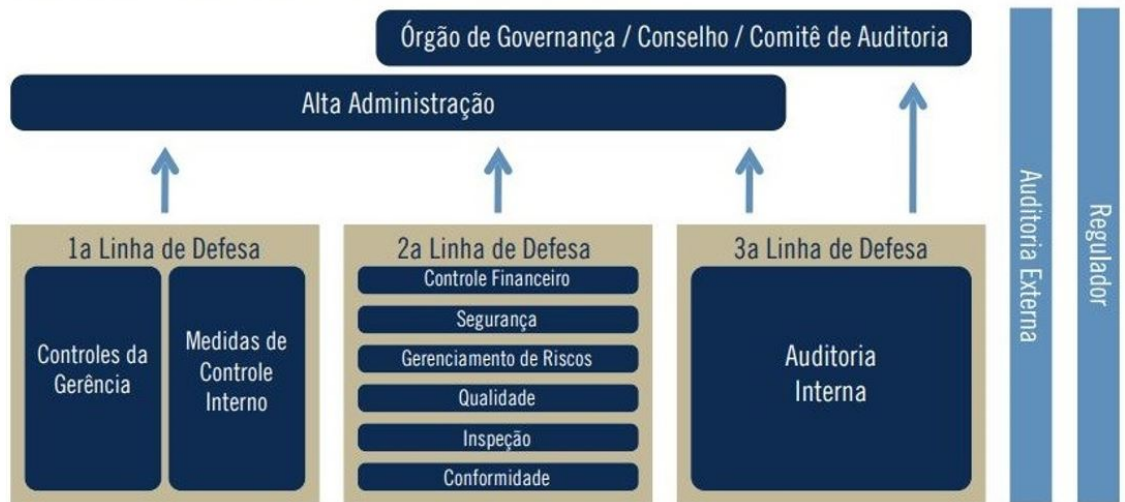 Órgão de Governança / Conselho / Comitê de Auditoria
Alta Administração
1a Linha de Defesa
Controles da
Gerência
Medidas de
Controle
Interno
2a Linha de Defesa
Controle Financeiro
Segurança
Gerenciamento de Riscos
Qualidade
Inspeção
Conformidade
3a Linha de Defesa
Auditoria
Interna
Auditoria Externa
Regulador